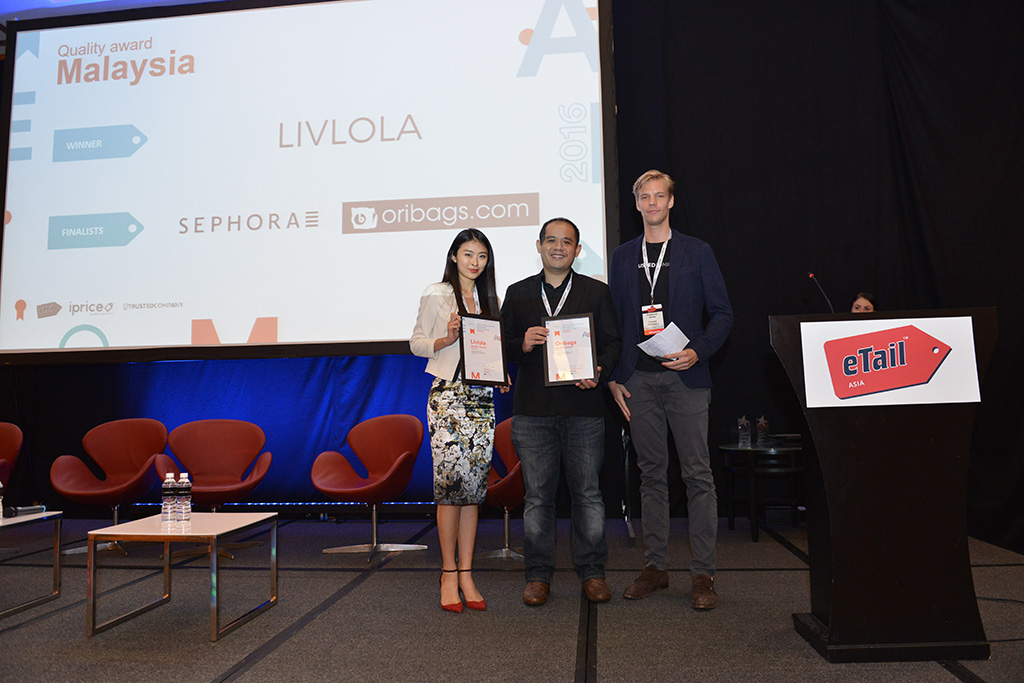 Quality award
Malaysia
WINNER
LIVLOLA
2016
FINALISTS
SEPHORA
oribags.com
iprice
TRUSTEDCOMPANY
Livlola
Oribags
M
M
eTail
ASIA